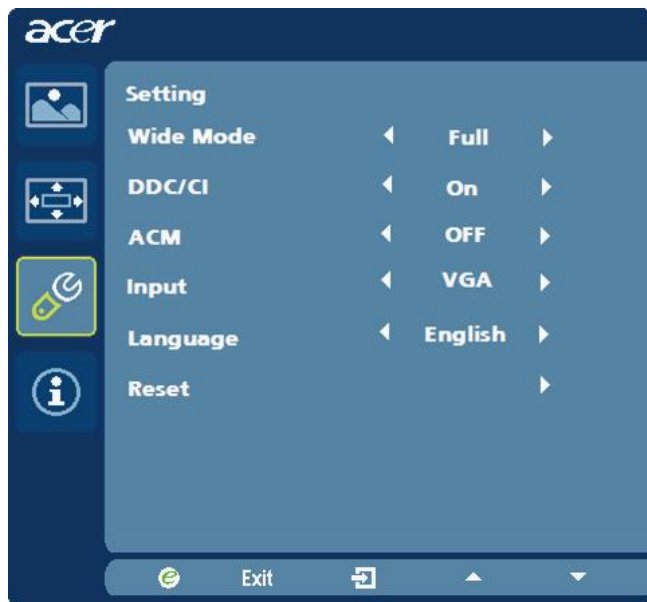 acer
Setting
Wide Mode Full
DDC/CI On
ACM OFF
Input VGA
Language English
Reset
e Exit